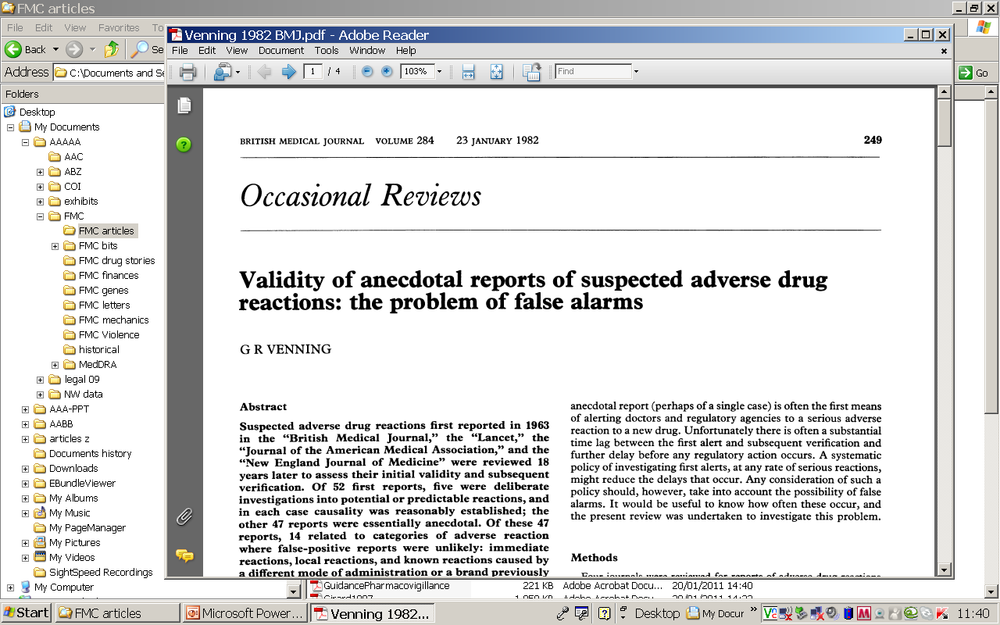 FMC articles
File Edit View Favorites To
Back Se
Address C:\Documents and Se
Go
Folders
Desktop
My Documents
AAAAA
AAC
ABZ
COI
exhibits
FMC
FMC articles
FMC bits
FMC drug stories
FMC finances
FMC genes
FMC letters
FMC mechanics
FMC Violence
historical
MedDRA
legal 09
NW data
AAA-PPT
AABB
articles z
Documents history
Downloads
EBundleViewer
My Albums
My Music
My PageManager
My Pictures
My Videos
SightSpeed Recordings
My Computer
Venning 1982 BMJ.pdf - Adobe Reader
File Edit View Document Tools Window Help
1 / 4 103% Find
BRITISH MEDICAL JOURNAL VOLUME 284 23 JANUARY 1982 249
Occasional Reviews
Validity of anecdotal reports of suspected adverse drug
reactions: the problem of false alarms
G R VENNING
Abstract
Suspected adverse drug reactions first reported in 1963
in the “British Medical Journal,” the “Lancet,” the
“Journal of the American Medical Association,” and the
“New England Journal of Medicine” were reviewed 18
years later to assess their initial validity and subsequent
verification. Of 52 first reports, five were deliberate
investigations into potential or predictable reactions, and
in each case causality was reasonably established; the
other 47 reports were essentially anecdotal. Of these 47
reports, 14 related to categories of adverse reaction
where false-positive reports were unlikely: immediate
reactions, local reactions, and known reactions caused by
a different mode of administration or a brand previously
anecdotal report (perhaps of a single case) is often the first means
of alerting doctors and regulatory agencies to a serious adverse
reaction to a new drug. Unfortunately there is often a substantial
time lag between the first alert and subsequent verification and
further delay before any regulatory action occurs. A systematic
policy of investigating first alerts, at any rate of serious reactions,
might reduce the delays that occur. Any consideration of such a
policy should, however, take into account the possibility of false
alarms. It would be useful to know how often these occur, and
the present review was undertaken to investigate this problem.
Methods
Four journals were reviewed for reports of adverse drug reactions
GuidancePharmacovigillance 221 KB Adobe Acrobat Docu... 20/01/2011 14:40
Start FMC articles Microsoft Power... Venning 1982... Desktop My Docur » 11:40